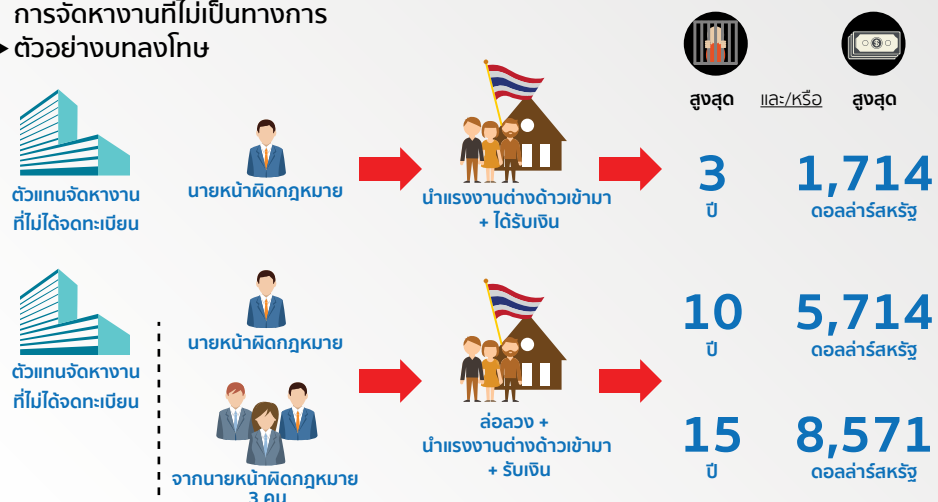 การจัดหางานที่ไม่เป็นทางการ
ตัวอย่างบทลงโทษ
สูงสุด และ/หรือ สูงสุด
ตัวแทนจัดหางาน
ที่ไม่ได้จดทะเบียน
นายหน้าผิดกฎหมาย
นำแรงงานต่างด้าวเข้ามา
+ ได้รับเงิน
3
ปี
1,714
ดอลล่าร์สหรัฐ
ตัวแทนจัดหางาน
ที่ไม่ได้จดทะเบียน
นายหน้าผิดกฎหมาย
จากนายหน้าผิดกฎหมาย
3 คน
ล่อลวง +
นำแรงงานต่างด้าวเข้ามา
+ รับเงิน
10
ปี
5,714
ดอลล่าร์สหรัฐ
15
ปี
8,571
ดอลล่าร์สหรัฐ